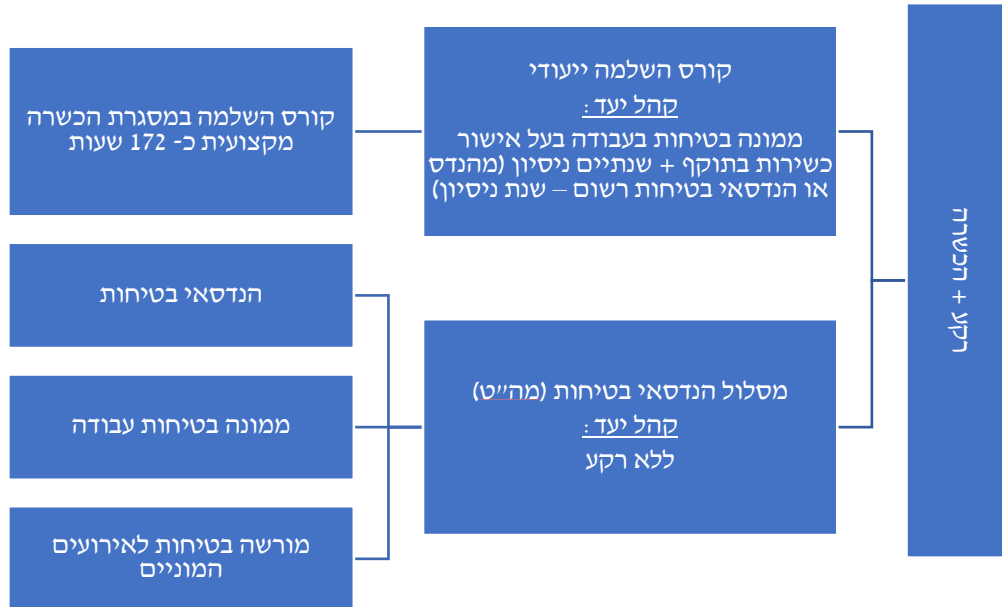 רקע + הכשרה
קורס השלמה ייעודי
קהל יעד:
ממונה בטיחות בעבודה בעל אישור
כשירות בתוקף + שנתיים ניסיון (מהנדס
או הנדסאי בטיחות רשום – שנת ניסיון)
קורס השלמה במסגרת הכשרה
מקצועית כ- 172 שעות
מסלול הנדסאי בטיחות (מה״ט)
קהל יעד:
ללא רקע
הנדסאי בטיחות
ממונה בטיחות עבודה
מורשה בטיחות לאירועים
המוניים